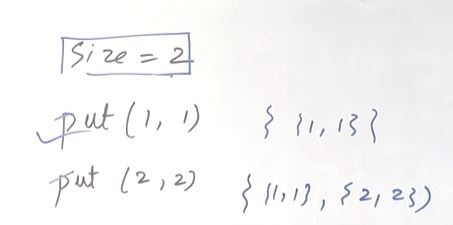 Size = 2
put (1, 1) { {1, 1} {
put (2, 2) { {1, 1}, {2, 2})